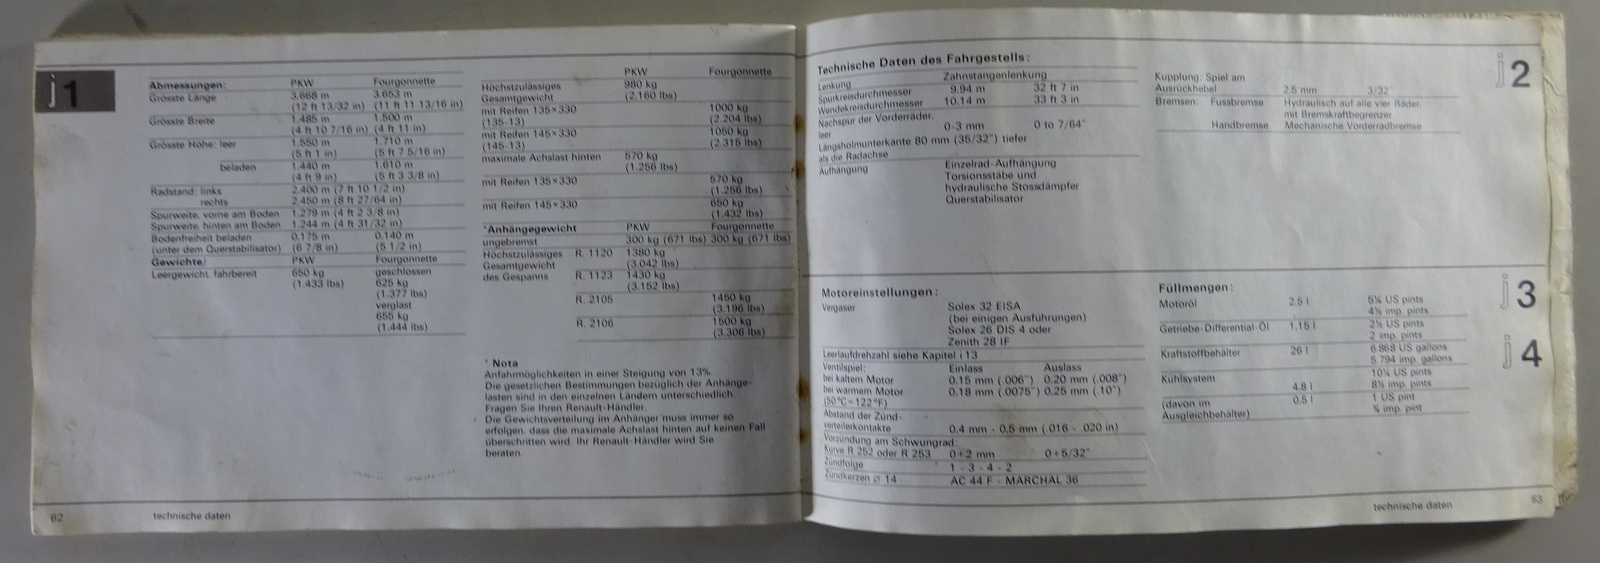 j1
Abmessungen: PKW Fourgonnette
Grösste Länge 3.668 m 3.653 m
(12 ft 13/32 in) (11 ft 11 13/16 in)
Grösste Breite 1.485 m 1.500 m
(4 ft 10 7/16 in) (4 ft 11 in)
Grösste Höhe: leer 1.550 m 1.710 m
(5 ft 1 in) (5 ft 7 5/16 in)
beladen 1.440 m 1.610 m
(4 ft 9 in) (5 ft 3 3/8 in)
Radstand: links 2.400 m (7 ft 10 1/2 in)
rechts 2.450 m (8 ft 27/64 in)
Spurweite, vorne am Boden 1.279 m (4 ft 2 3/8 in)
Spurweite, hinten am Boden 1.244 m (4 ft 31/32 in)
Bodenfreiheit beladen 0.175 m 0.140 m
(unter dem Querstabilisator) (6 7/8 in) (5 1/2 in)
Gewichte: PKW Fourgonnette
Leergewicht, fahrbereit 650 kg geschlossen
(1.433 lbs) 625 kg
(1.377 lbs)
verglast
655 kg
(1.444 lbs)
PKW Fourgonnette
Höchstzulässiges 980 kg
Gesamtgewicht (2.160 lbs)
mit Reifen 135×330 1000 kg
(135-13) (2.204 lbs)
mit Reifen 145×330 1050 kg
(145-13) (2.315 lbs)
maximale Achslast hinten 570 kg
(1.256 lbs)
mit Reifen 135×330 570 kg
(1.256 lbs)
mit Reifen 145×330 650 kg
(1.432 lbs)
*Anhängegewicht PKW Fourgonnette
ungebremst 300 kg (671 lbs) 300 kg (671 lbs)
Höchstzulässiges R. 1120 1380 kg
Gesamtgewicht (3.042 lbs)
des Gespanns R. 1123 1430 kg
(3.152 lbs)
R. 2105 1450 kg
(3.196 lbs)
R. 2106 1500 kg
(3.306 lbs)
* Nota
Anfahrmöglichkeiten in einer Steigung von 13%.
Die gesetzlichen Bestimmungen bezüglich der Anhänge-
lasten sind in den einzelnen Ländern unterschiedlich.
Fragen Sie Ihren Renault-Händler.
Die Gewichtsverteilung im Anhänger muss immer so
erfolgen, dass die maximale Achslast hinten auf keinen Fall
überschritten wird. Ihr Renault-Händler wird Sie
beraten.
62 technische daten
j2
Technische Daten des Fahrgestells:
Lenkung Zahnstangenlenkung
Spurkreisdurchmesser 9.94 m 32 ft 7 in
Wendekreisdurchmesser 10.14 m 33 ft 3 in
Nachspur der Vorderräder,
leer 0-3 mm 0 to 7/64"
Längsholmunterkante 80 mm (35/32") tiefer
als die Radachse
Aufhängung Einzelrad-Aufhängung
Torsionsstäbe und
hydraulische Stossdämpfer
Querstabilisator
Kupplung: Spiel am
Ausrückhebel 2.5 mm 3/32"
Bremsen: Fussbremse Hydraulisch auf alle vier Räder,
mit Bremskraftbegrenzer
Handbremse Mechanische Vorderradbremse
j3
Motoreinstellungen:
Vergaser Solex 32 EISA
(bei einigen Ausführungen)
Solex 26 DIS 4 oder
Zenith 28 IF
Leerlaufdrehzahl siehe Kapitel i 13
Ventilspiel: Einlass Auslass
bei kaltem Motor 0.15 mm (.006") 0.20 mm (.008")
bei warmem Motor 0.18 mm (.0075") 0.25 mm (.10")
(50°C=122°F)
Abstand der Zünd-
verteilerkontakte 0.4 mm - 0.5 mm (.016 - .020 in)
Vorzündung am Schwungrad:
Kurve R 252 oder R 253 0÷2 mm 0÷5/32"
Zündfolge 1 - 3 - 4 - 2
Zündkerzen ⌀ 14 AC 44 F - MARCHAL 36
j4
Füllmengen:
Motoröl 2.5 l 5¼ US pints
4½ imp. pints
Getriebe-Differential-Öl 1.15 l 2½ US pints
2 imp. pints
Kraftstoffbehälter 26 l 6.868 US gallons
5.794 imp. gallons
Kühlsystem 10¼ US pints
4.8 l 8½ imp. pints
(davon im 0.5 l 1 US pint
Ausgleichbehälter) ¾ imp. pint
technische daten 63